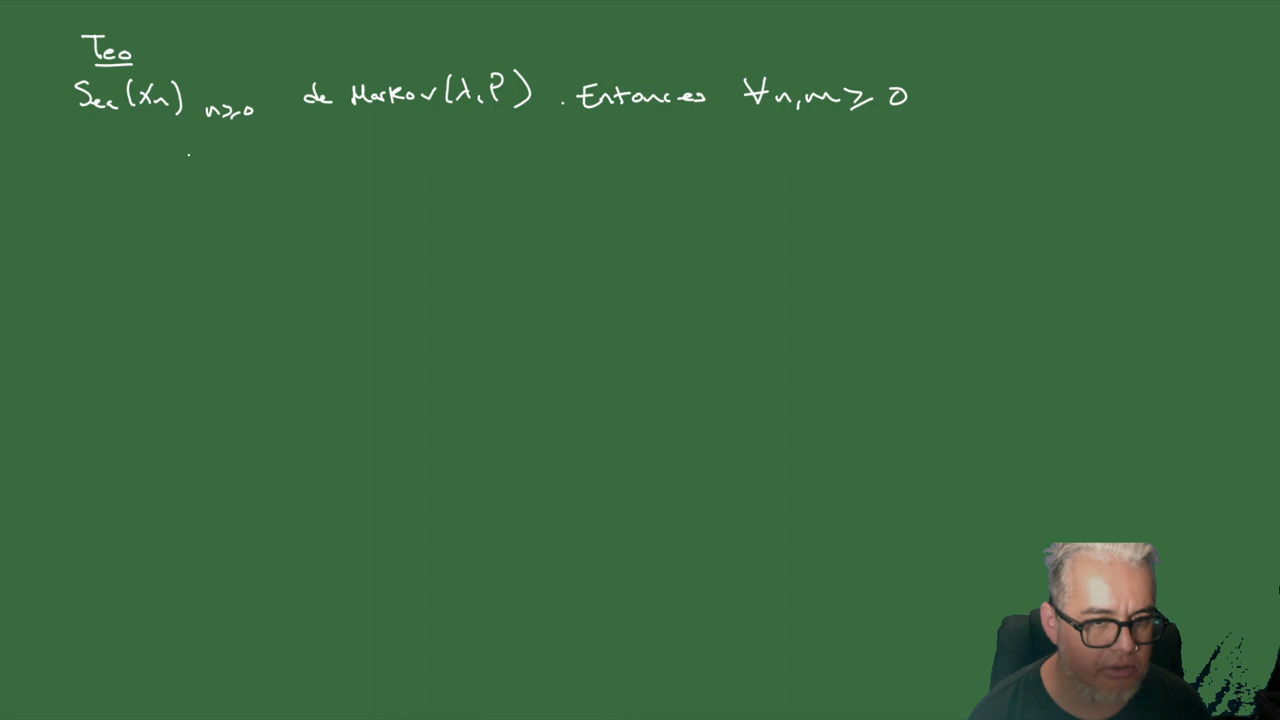 Teo
Sea (Xn) n≥0 de Markov(λ,P). Entonces ∀n,m ≥ 0